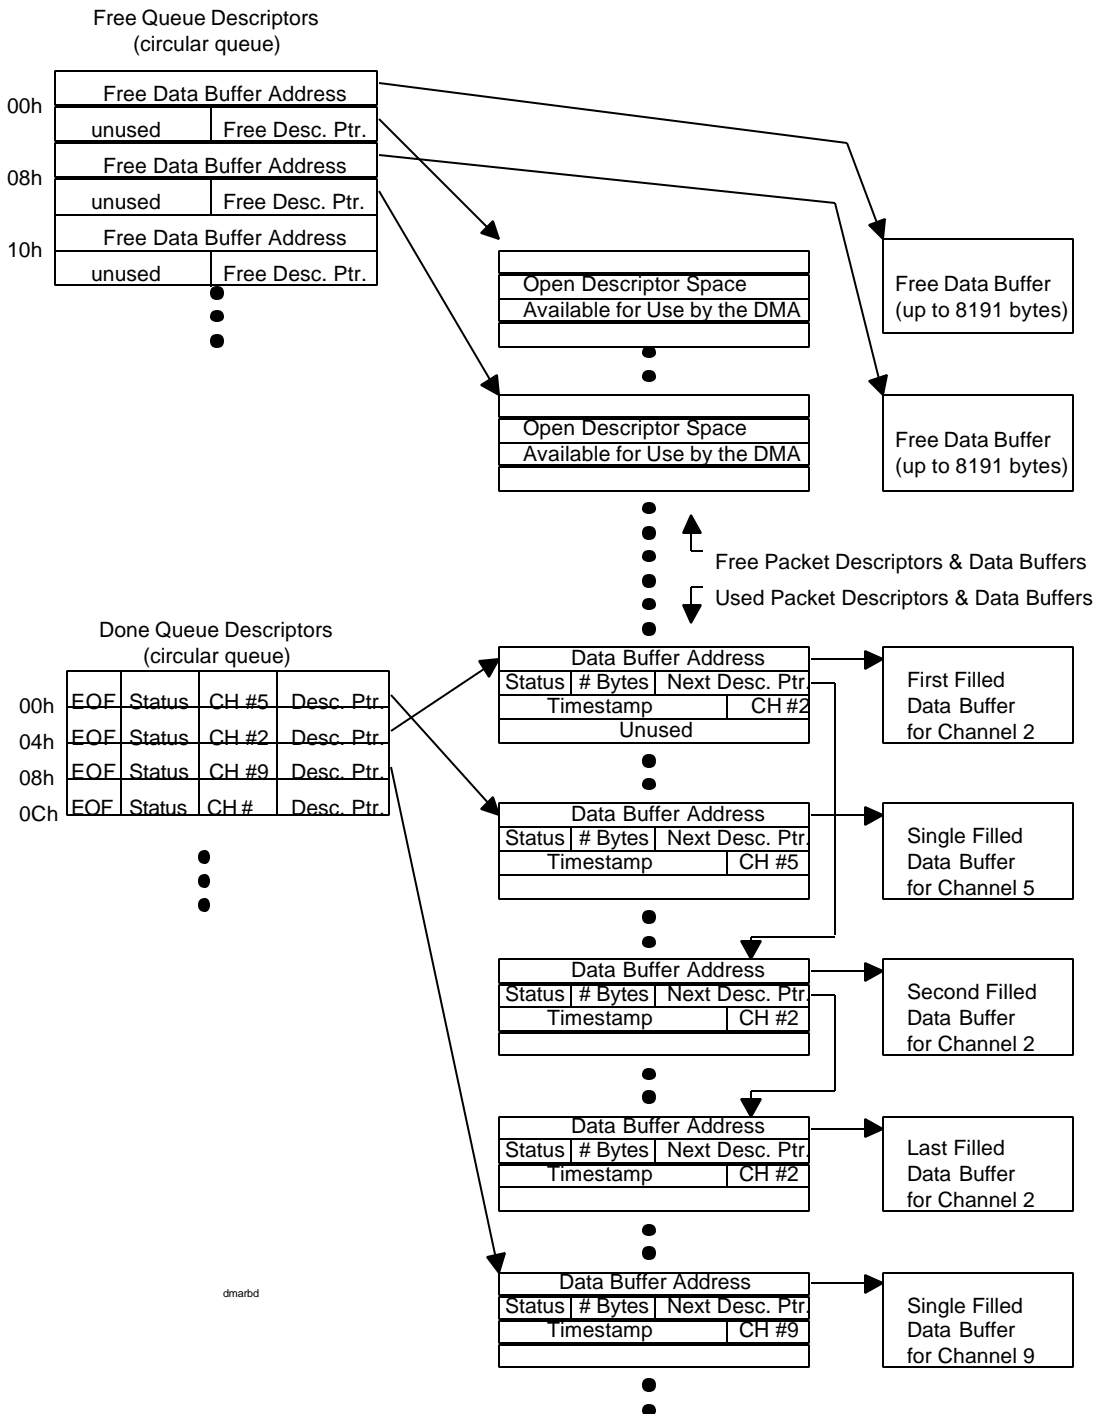 Free Queue Descriptors
(circular queue)
Free Data Buffer Address
00h
unused Free Desc. Ptr.
Free Data Buffer Address
08h
unused Free Desc. Ptr.
Free Data Buffer Address
10h
unused Free Desc. Ptr.
Open Descriptor Space
Available for Use by the DMA
Free Data Buffer
(up to 8191 bytes)
Open Descriptor Space
Available for Use by the DMA
Free Data Buffer
(up to 8191 bytes)
Free Packet Descriptors & Data Buffers
Used Packet Descriptors & Data Buffers
Done Queue Descriptors
(circular queue)
00h EOF Status CH #5 Desc. Ptr.
04h EOF Status CH #2 Desc. Ptr.
08h EOF Status CH #9 Desc. Ptr.
0Ch EOF Status CH # Desc. Ptr.
Data Buffer Address
Status # Bytes Next Desc. Ptr.
Timestamp CH #2
Unused
First Filled
Data Buffer
for Channel 2
Data Buffer Address
Status # Bytes Next Desc. Ptr.
Timestamp CH #5
Single Filled
Data Buffer
for Channel 5
Data Buffer Address
Status # Bytes Next Desc. Ptr.
Timestamp CH #2
Second Filled
Data Buffer
for Channel 2
Data Buffer Address
Status # Bytes Next Desc. Ptr.
Timestamp CH #2
Last Filled
Data Buffer
for Channel 2
Data Buffer Address
Status # Bytes Next Desc. Ptr.
Timestamp CH #9
Single Filled
Data Buffer
for Channel 9
dmarbd